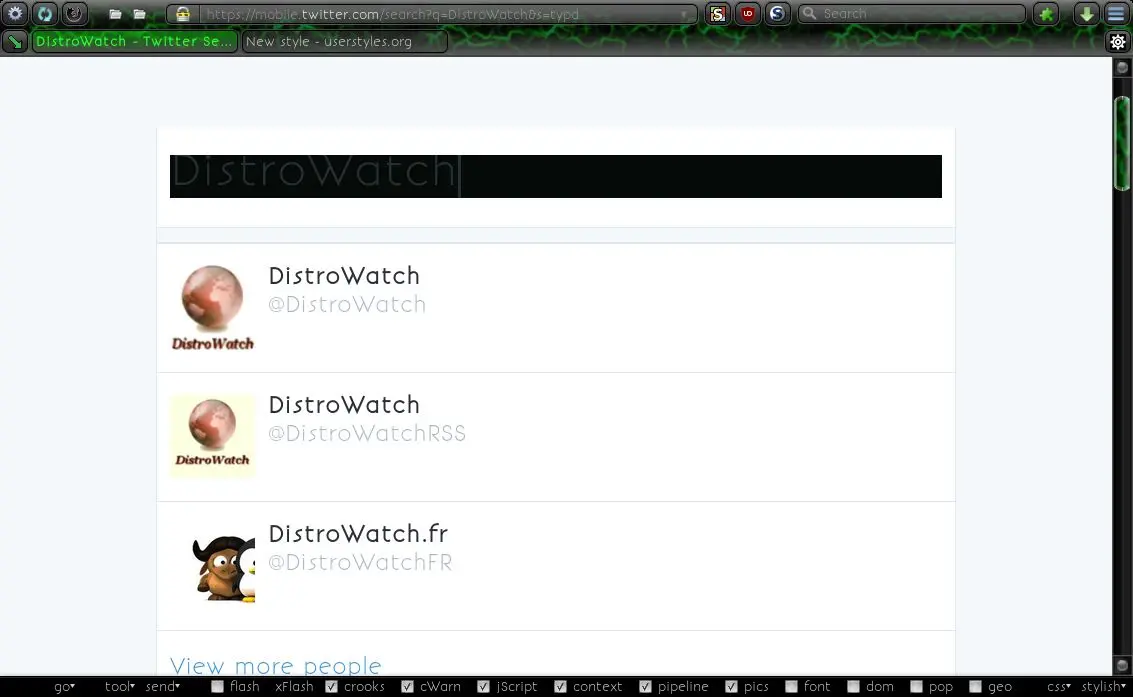 https://mobile.twitter.com/search?q=DistroWatch&s=typd
UD
S
Search
DistroWatch - Twitter Se...
New style - userstyles.org
DistroWatch
DistroWatch
@DistroWatch
DistroWatch
DistroWatch
@DistroWatchRSS
DistroWatch
DistroWatch.fr
@DistroWatchFR
View more people
go tool send flash xFlash crooks cWarn jScript context pipeline pics font dom pop geo css stylish